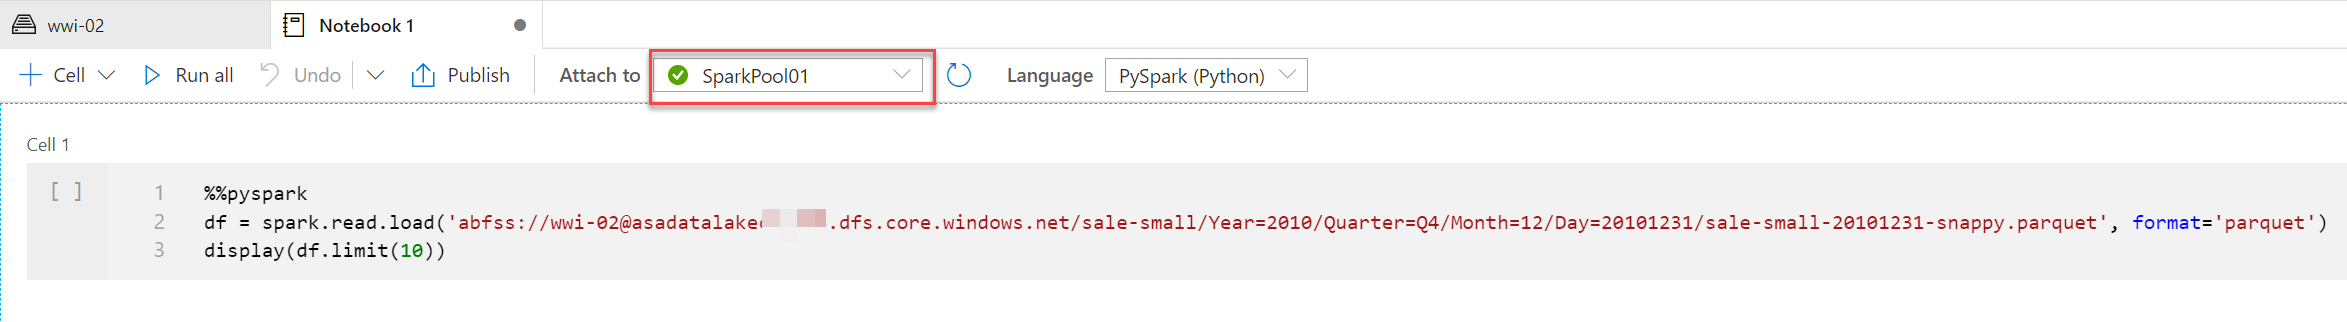 wwi-02
Notebook 1
Cell
Run all
Undo
Publish
Attach to
SparkPool01
Language
PySpark (Python)
Cell 1
[ ]
1 %%pyspark
2 df = spark.read.load('abfss://wwi-02@asadatalake .dfs.core.windows.net/sale-small/Year=2010/Quarter=Q4/Month=12/Day=20101231/sale-small-20101231-snappy.parquet', format='parquet')
3 display(df.limit(10))